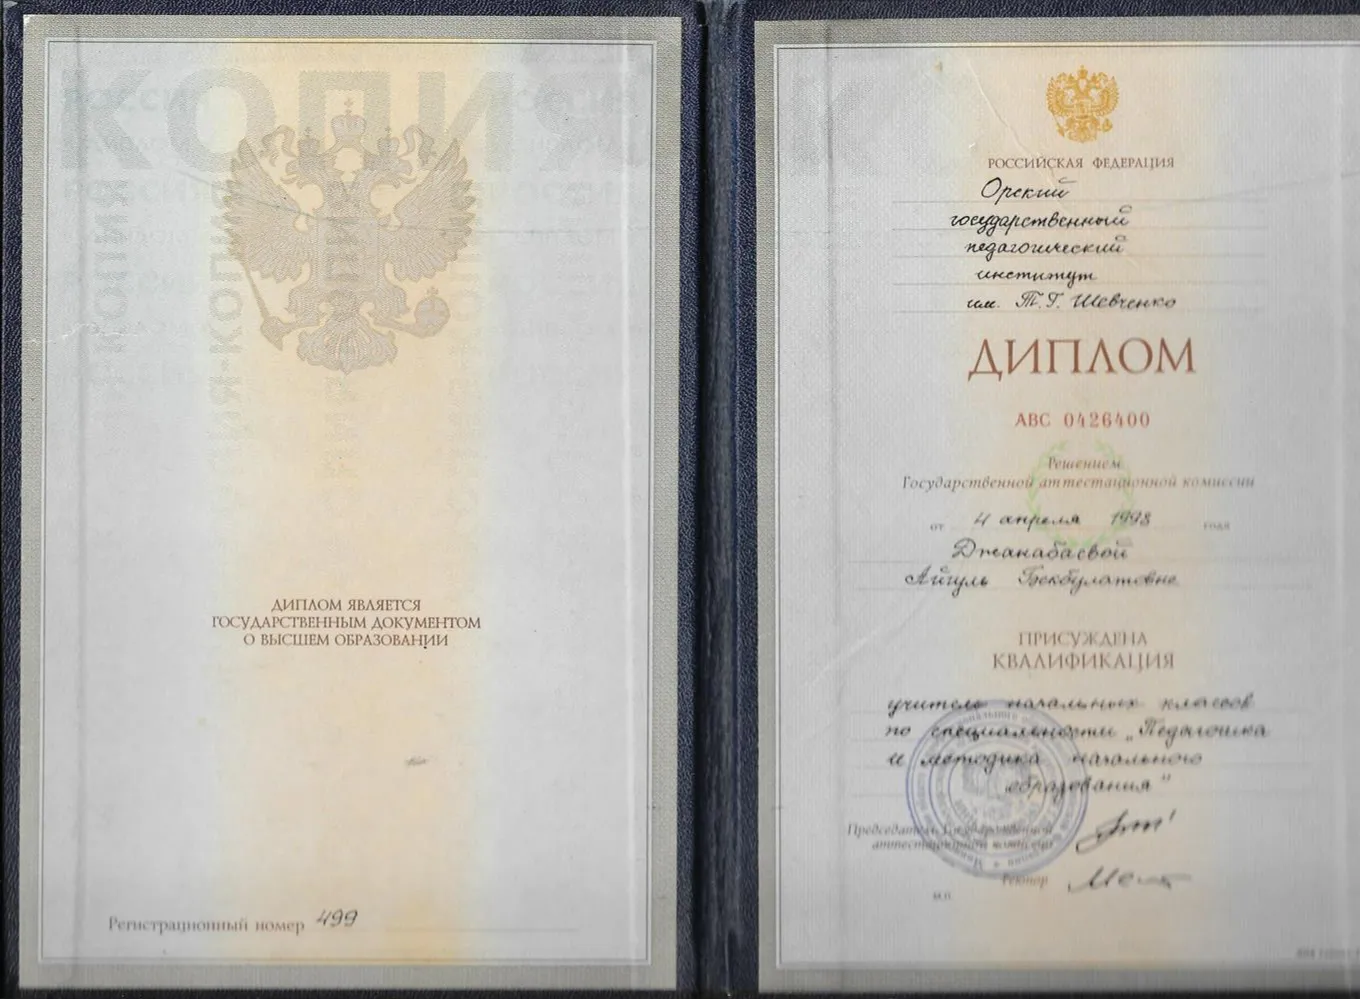 КОПИЯ
ДИПЛОМ ЯВЛЯЕТСЯ
ГОСУДАРСТВЕННЫМ ДОКУМЕНТОМ
О ВЫСШЕМ ОБРАЗОВАНИИ
Регистрационный номер 499
РОССИЙСКАЯ ФЕДЕРАЦИЯ
Орский
государственный
педагогический
институт
им. Т.Г. Шевченко
ДИПЛОМ
АВС 0426400
Решением
Государственной аттестационной комиссии
от 4 апреля 1998 года
Джанабаевой
Айгуль Бекбулатовне
ПРИСУЖДЕНА
КВАЛИФИКАЦИЯ
учитель начальных классов
по специальности „Педагогика
и методика начального
образования"
Председатель Государственной
аттестационной комиссии
Ректор
М.П.